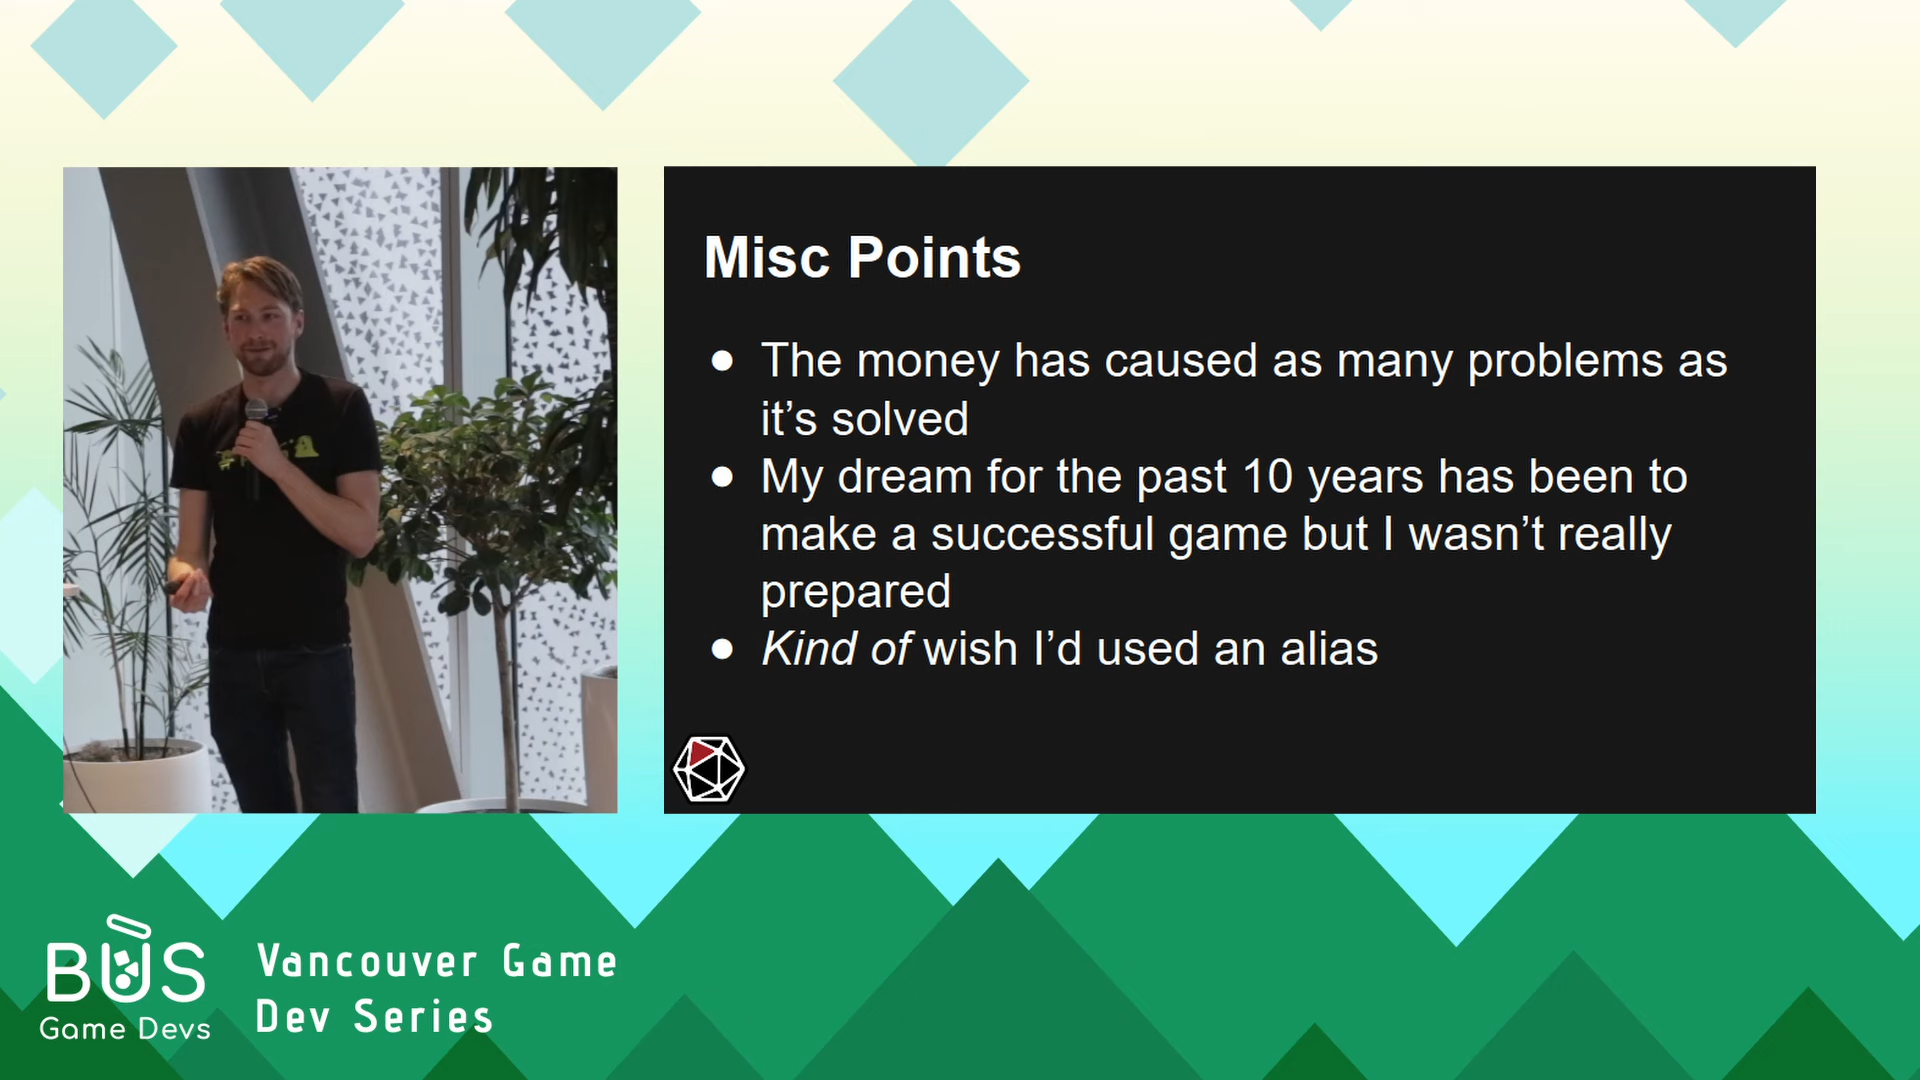 Misc Points
● The money has caused as many problems as
it’s solved
● My dream for the past 10 years has been to
make a successful game but I wasn’t really
prepared
● Kind of wish I’d used an alias
BUS
Game Devs
Vancouver Game
Dev Series